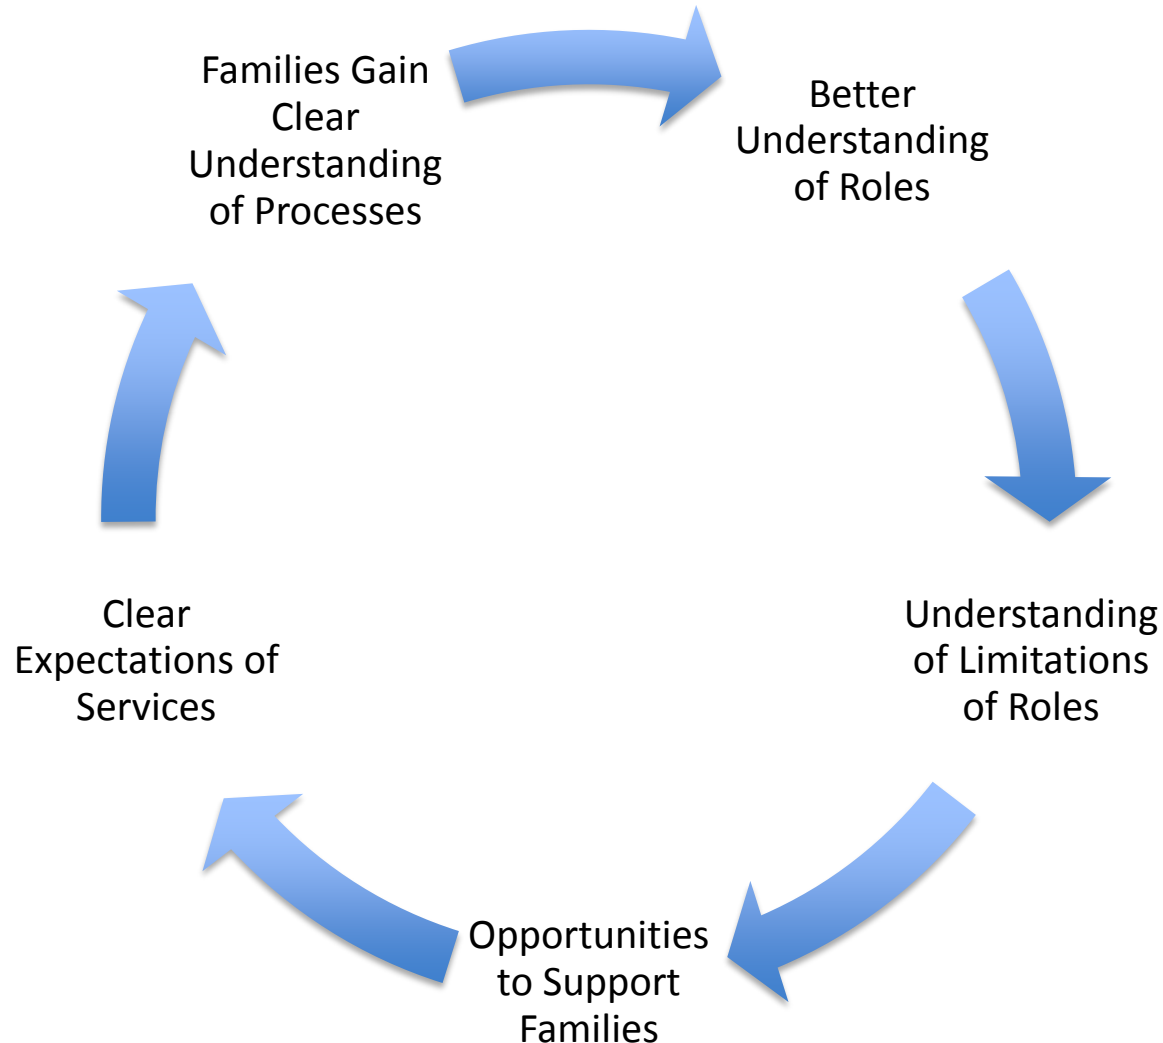 Families Gain
Clear
Understanding
of Processes
Better
Understanding
of Roles
Understanding
of Limitations
of Roles
Opportunities
to Support
Families
Clear
Expectations of
Services